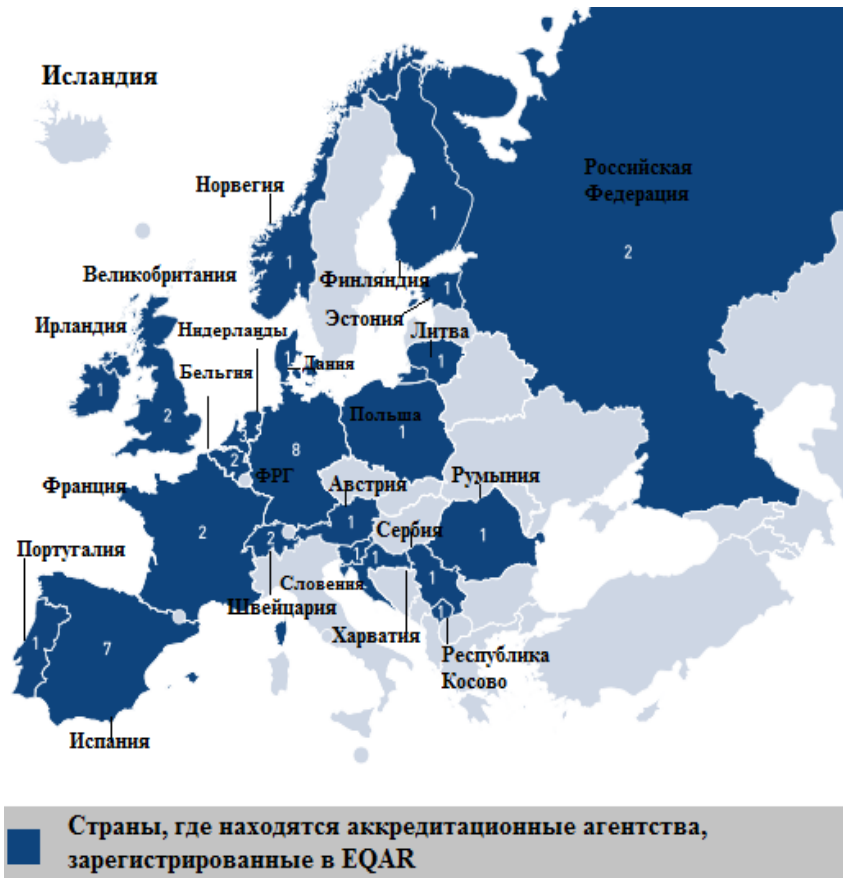 Исландия
Российская
Федерация
2
Норвегия
1
1
Великобритания
Финляндия
1
Эстония
Ирландия
Нидерланды
Литва
1
1
Дания
Бельгия
1
2
3
Польша
1
8
2
ФРГ
Франция
Австрия
Румыния
2
1
Сербия
1
2
Португалия
1
1
Словения
1
Швейцария
1
7
1
Харватия
Республика
Косово
Испания
Страны, где находятся аккредитационные агентства,
зарегистрированные в EQAR